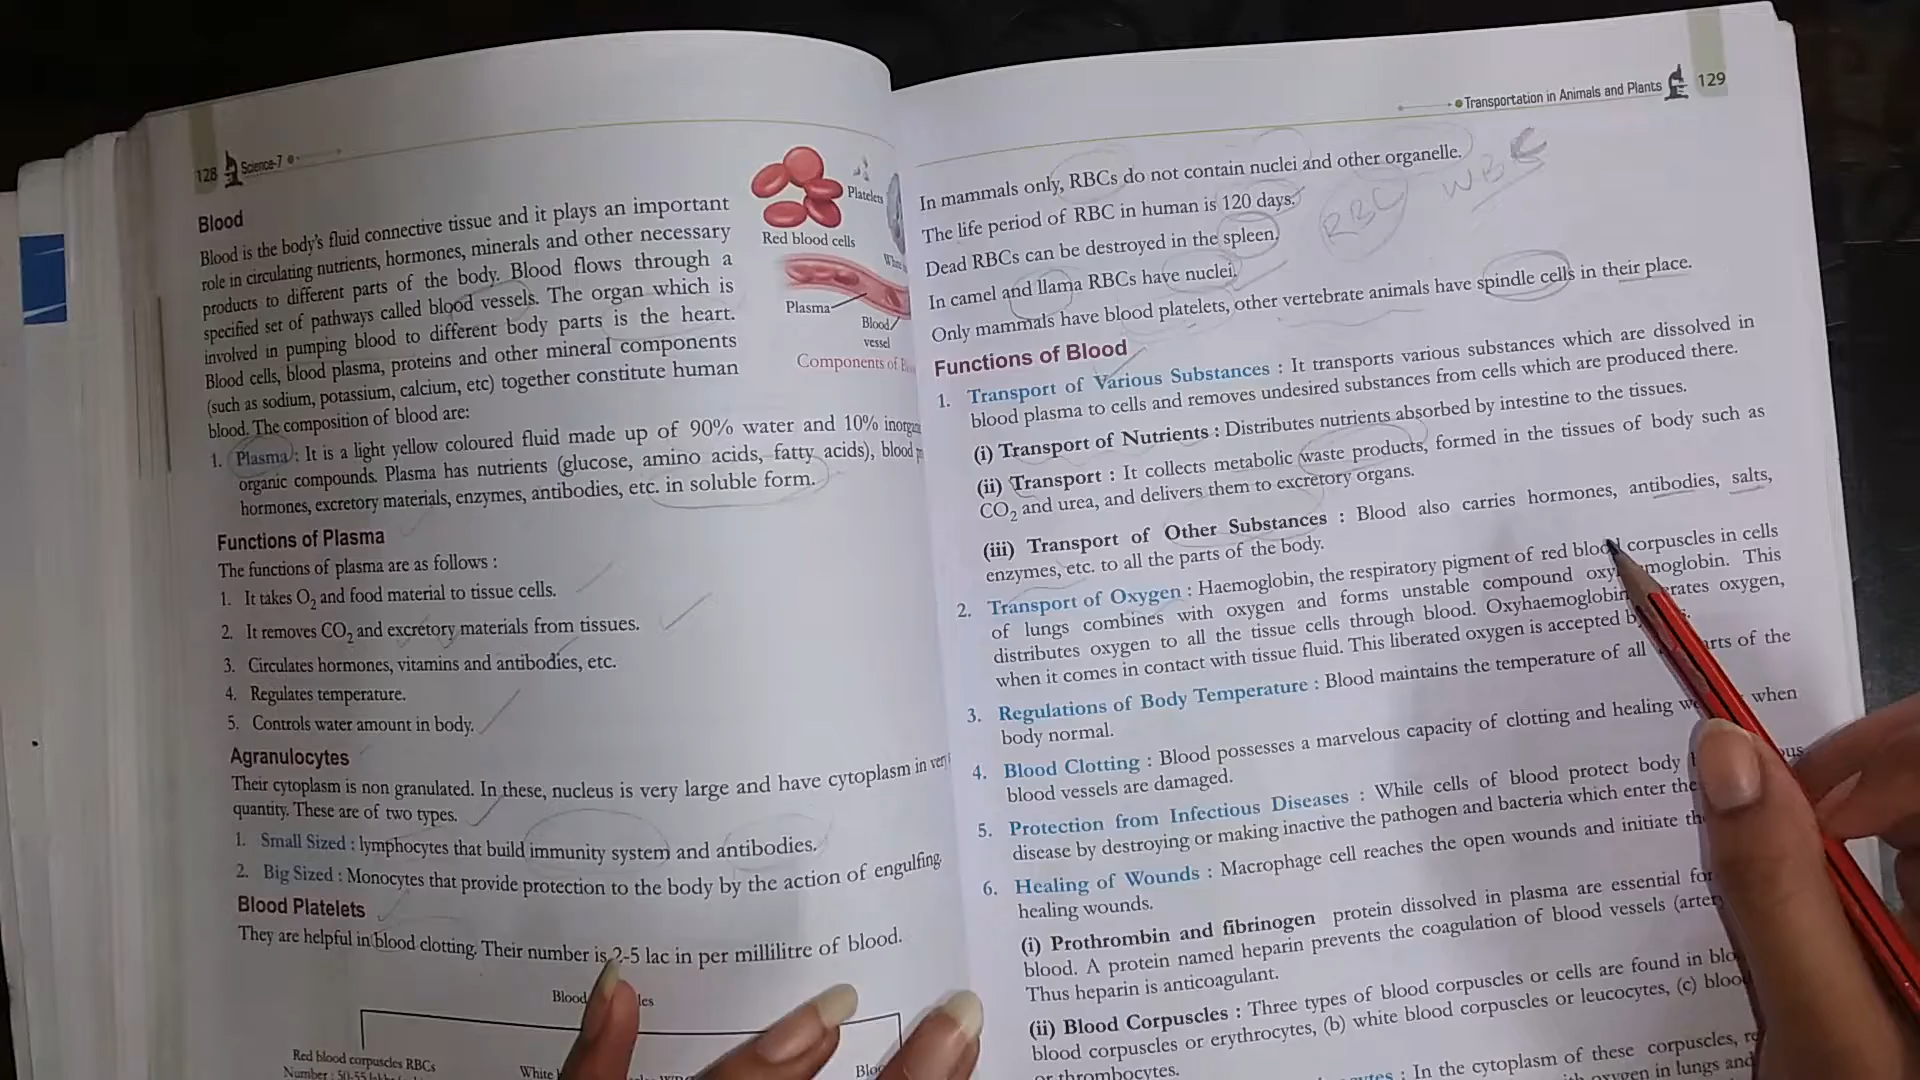 128 Science-7
Blood
Blood is the body's fluid connective tissue and it plays an important
role in circulating nutrients, hormones, minerals and other necessary
products to different parts of the body. Blood flows through a
specified set of pathways called blood vessels. The organ which is
involved in pumping blood to different body parts is the heart.
Blood cells, blood plasma, proteins and other mineral components
(such as sodium, potassium, calcium, etc) together constitute human
blood. The composition of blood are:
1. Plasma : It is a light yellow coloured fluid made up of 90% water and 10%
organic compounds. Plasma has nutrients (glucose, amino acids, fatty acids), blood
hormones, excretory materials, enzymes, antibodies, etc. in soluble form.
Platelets
Red blood cells
Plasma
Blood
vessel
Components of
Functions of Plasma
The functions of plasma are as follows :
1. It takes O2 and food material to tissue cells.
2. It removes CO2 and excretory materials from tissues.
3. Circulates hormones, vitamins and antibodies, etc.
4. Regulates temperature.
5. Controls water amount in body.
Agranulocytes
Their cytoplasm is non granulated. In these, nucleus is very large and have cytoplasm in
quantity. These are of two types.
1. Small Sized : lymphocytes that build immunity system and antibodies.
2. Big Sized : Monocytes that provide protection to the body by the action of engulfing
Blood Platelets
They are helpful in blood clotting. Their number is 2-5 lac in per millilitre of blood.
Blood
Red blood corpuscles RBCs
Number :
White
Transportation in Animals and Plants 129
In mammals only, RBCs do not contain nuclei and other organelle.
WBC
The life period of RBC in human is 120 days.
RBC
Dead RBCs can be destroyed in the spleen.
In camel and llama RBCs have nuclei.
Only mammals have blood platelets, other vertebrate animals have spindle cells in their place.
Functions of Blood
1. Transport of Various Substances : It transports various substances which are dissolved in
blood plasma to cells and removes undesired substances from cells which are produced there.
(i) Transport of Nutrients : Distributes nutrients absorbed by intestine to the tissues.
(ii) Transport : It collects metabolic waste products, formed in the tissues of body such as
CO2 and urea, and delivers them to excretory organs.
(iii) Transport of Other Substances : Blood also carries hormones, antibodies, salts,
enzymes, etc. to all the parts of the body.
2. Transport of Oxygen : Haemoglobin, the respiratory pigment of red blood corpuscles in cells
of lungs combines with oxygen and forms unstable compound oxyhaemoglobin. This
distributes oxygen to all the tissue cells through blood. Oxyhaemoglobin oxygen,
when it comes in contact with tissue fluid. This liberated oxygen is accepted
3. Regulations of Body Temperature : Blood maintains the temperature of all parts of the
body normal.
4. Blood Clotting : Blood possesses a marvelous capacity of clotting and healing when
blood vessels are damaged.
5. Protection from Infectious Diseases : While cells of blood protect body
disease by destroying or making inactive the pathogen and bacteria which enter the
6. Healing of Wounds : Macrophage cell reaches the open wounds and initiate
healing wounds.
(i) Prothrombin and fibrinogen protein dissolved in plasma are essential for
blood. A protein named heparin prevents the coagulation of blood vessels
Thus heparin is anticoagulant.
(ii) Blood Corpuscles : Three types of blood corpuscles or cells are found in
blood corpuscles or erythrocytes, (b) white blood corpuscles or leucocytes, (c) blood
or thrombocytes.
: In the cytoplasm of these corpuscles,
oxygen in lungs and